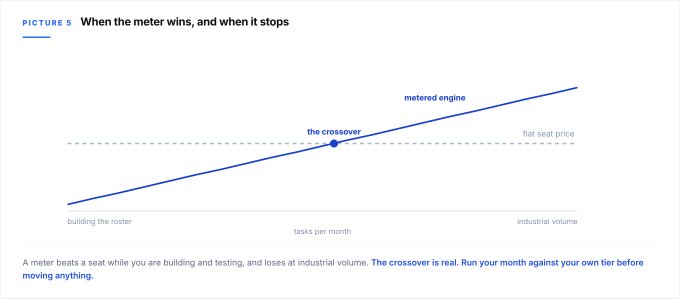 PICTURE 5 When the meter wins, and when it stops
metered engine
the crossover
flat seat price
building the roster
industrial volume
tasks per month
A meter beats a seat while you are building and testing, and loses at industrial volume. The crossover is real. Run your month against your own tier before
moving anything.